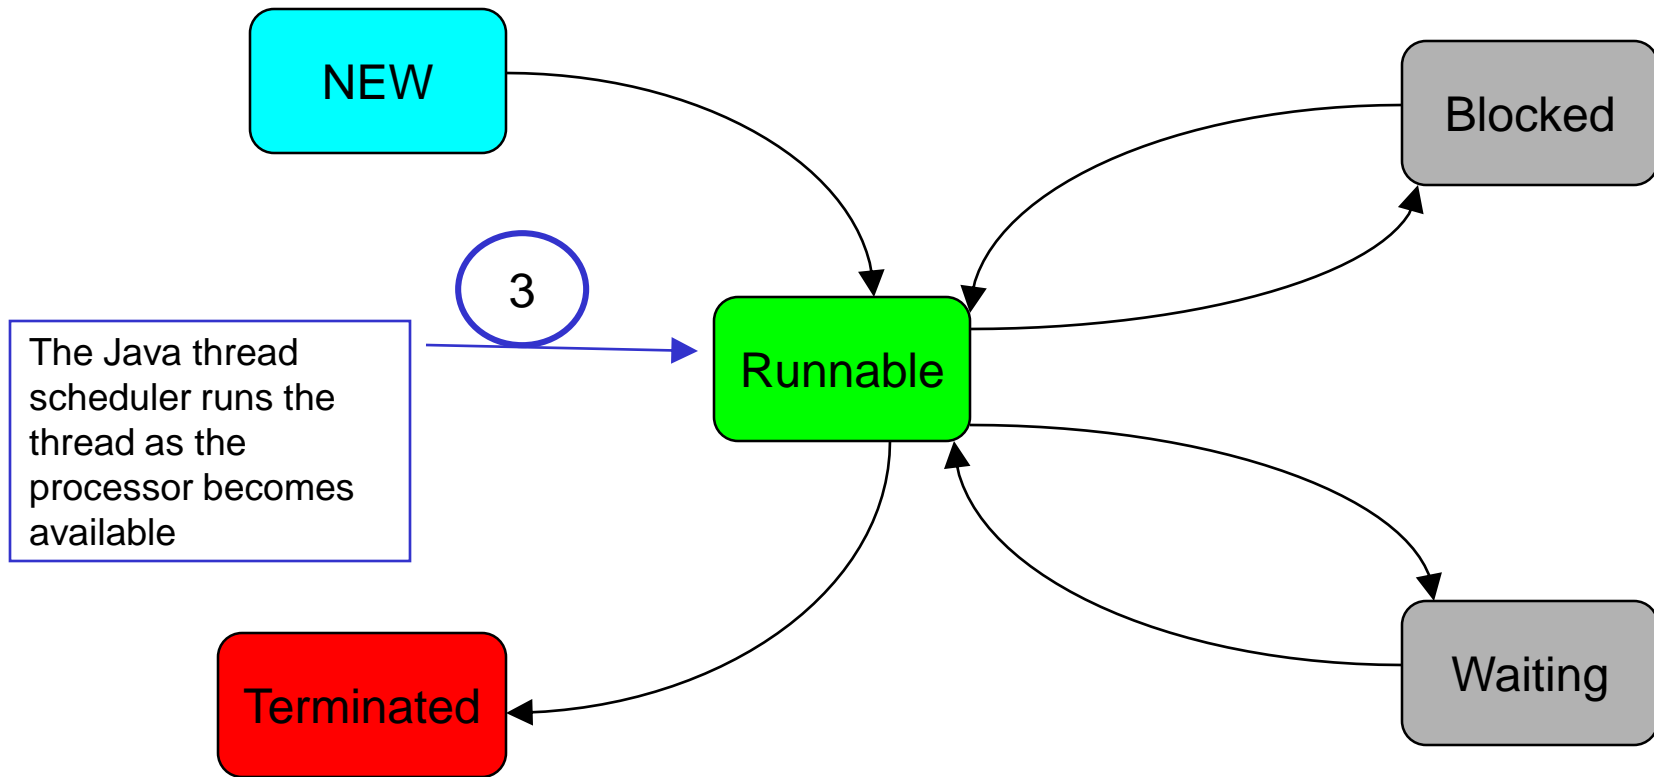 NEW
Blocked
3
The Java thread
scheduler runs the
thread as the
processor becomes
available
Runnable
Terminated
Waiting